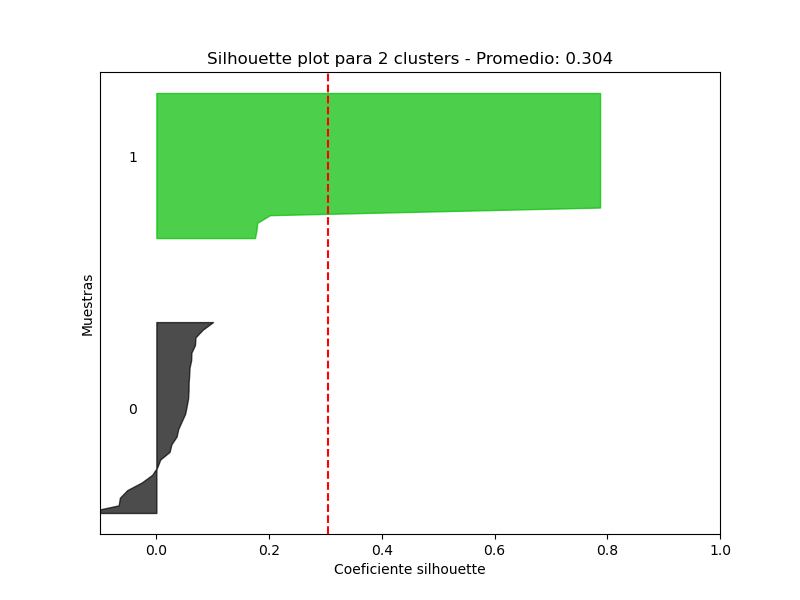 Silhouette plot para 2 clusters - Promedio: 0.304
1
0
Muestras
0.0 0.2 0.4 0.6 0.8 1.0
Coeficiente silhouette